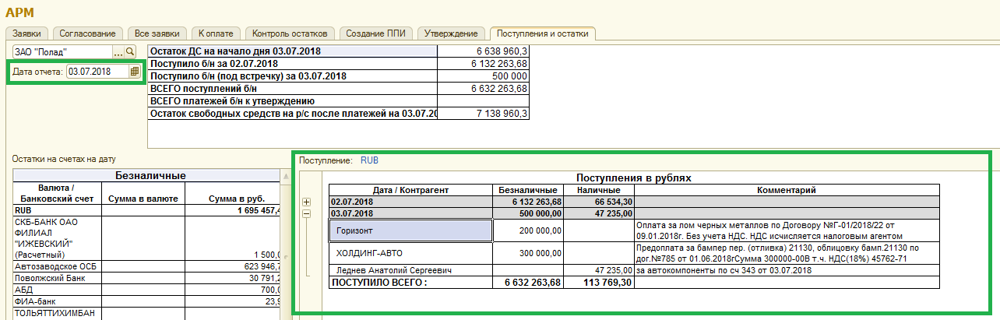 АРМ
Заявки Согласование Все заявки К оплате Контроль остатков Создание ППИ Утверждение Поступления и остатки
ЗАО "Полад" ...
Дата отчета: 03.07.2018
Остаток ДС на начало дня 03.07.2018 6 638 960,3
Поступило б/н за 02.07.2018 6 132 263,68
Поступило б/н (под встречку) за 03.07.2018 500 000
ВСЕГО поступлений б/н 6 632 263,68
ВСЕГО платежей б/н к утверждению
Остаток свободных средств на р/с после платежей на 03.07.20 7 138 960,3
Остатки на счетах на дату
Безналичные
Валюта / Банковский счет Сумма в валюте Сумма в руб.
RUB 1 695 457,4
СКБ-БАНК ОАО
ФИЛИАЛ
"ИЖЕВСКИЙ"
(Расчетный) 1 500,0
Автозаводское ОСБ 623 946,7
Поволжский Банк 30 791,2
АБД 700,0
ФИА-банк 23,9
ТОЛЬЯТТИХИМБАН
Поступление: RUB
Поступления в рублях
Дата / Контрагент Безналичные Наличные Комментарий
02.07.2018 6 132 263,68 66 534,30
03.07.2018 500 000,00 47 235,00
Горизонт 200 000,00 Оплата за лом черных металлов по Договору №Г-01/2018/22 от
09.01.2018г. Без учета НДС. НДС исчисляется налоговым агентом
ХОЛДИНГ-АВТО 300 000,00 Предоплата за бампер пер. (отливка) 21130, облицовку бамп.21130 по
дог.№785 от 01.06.2018гСумма 300000-00В т.ч. НДС(18%) 45762-71
Леднев Анатолий Сергеевич 47 235,00 за автокомпоненты по сч 343 от 03.07.2018
ПОСТУПИЛО ВСЕГО : 6 632 263,68 113 769,30